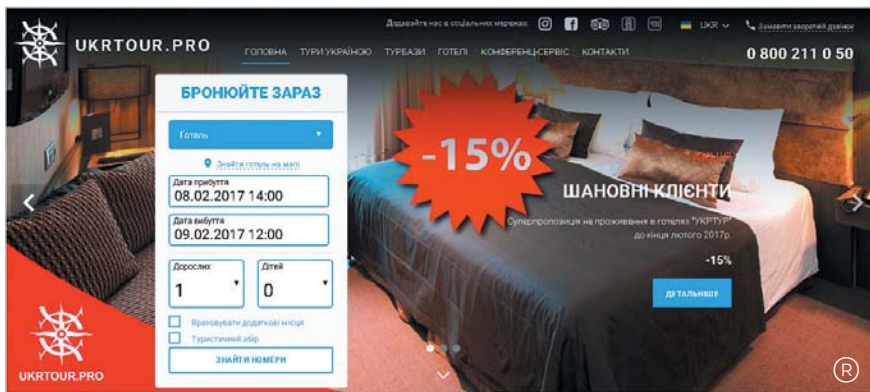 Додавайте нас в соціальних мережах:
UKR
Замовити зворотній дзвінок
UKRTOUR.PRO
ГОЛОВНА ТУРИ УКРАЇНОЮ ТУРБАЗИ ГОТЕЛІ КОНФЕРЕНЦ-СЕРВІС КОНТАКТИ
0 800 211 0 50
БРОНЮЙТЕ ЗАРАЗ
Готель
Знайти готель на мапі
Дата прибуття
08.02.2017 14:00
Дата вибуття
09.02.2017 12:00
Дорослих
1
Дітей
0
Враховувати додаткові місця
Туристичний збір
ЗНАЙТИ НОМЕРИ
-15%
ШАНОВНІ КЛІЄНТИ
Суперпропозиція на проживання в готелях "УКРТУР"
до кінця лютого 2017р.
-15%
ДЕТАЛЬНІШЕ
UKRTOUR.PRO
R